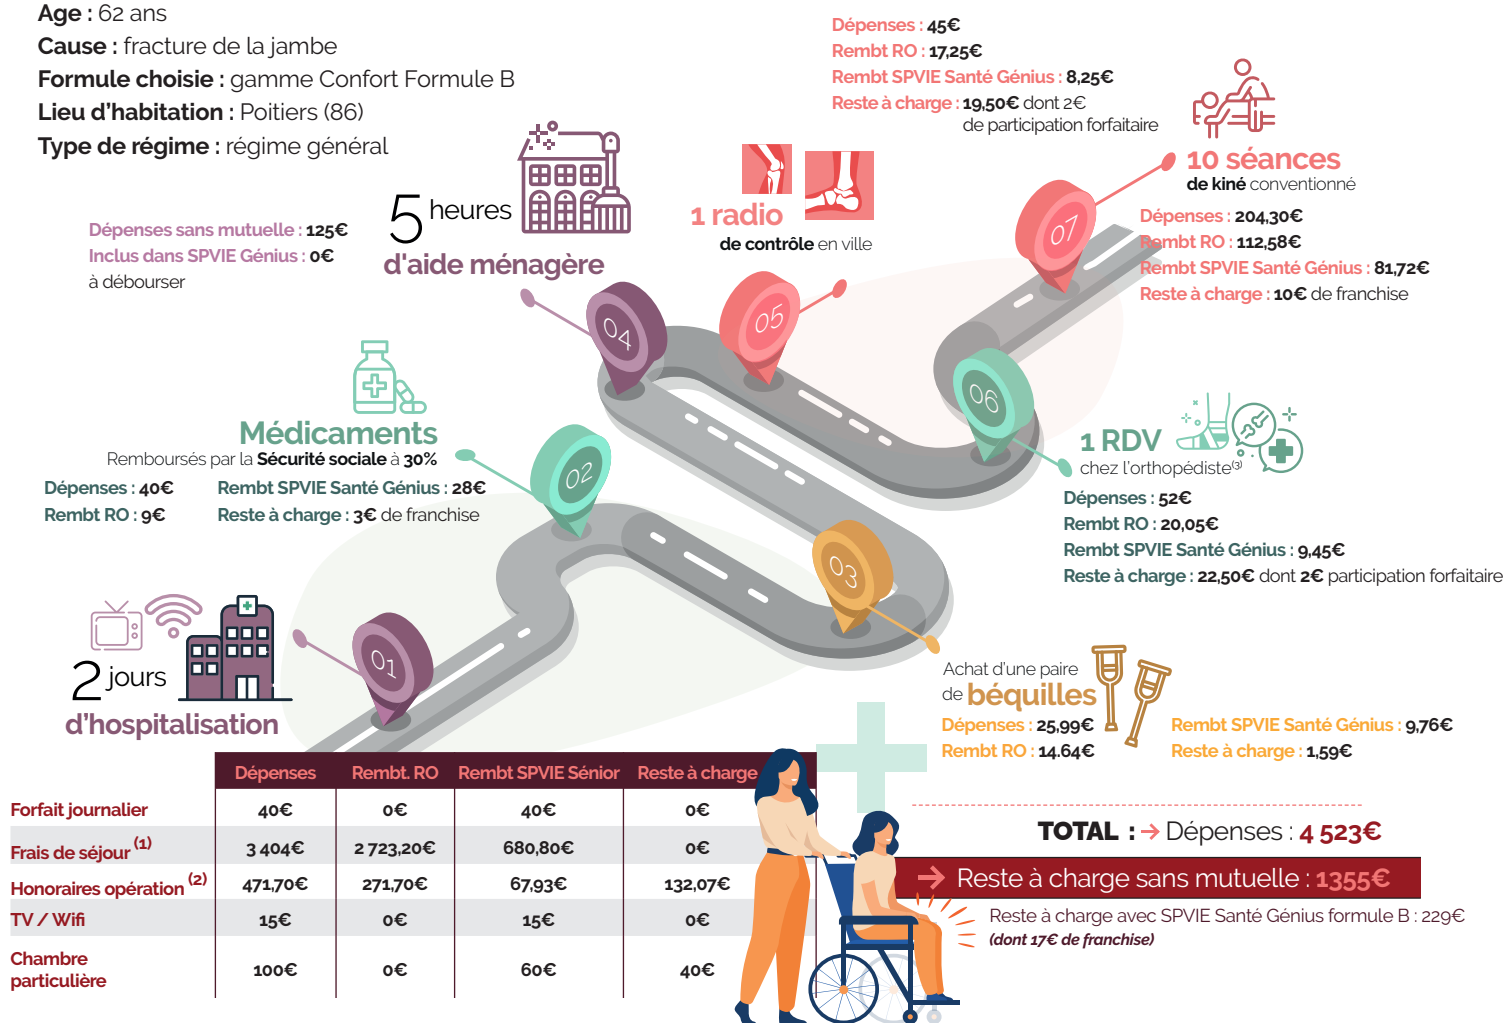 Age : 62 ans
Cause : fracture de la jambe
Formule choisie : gamme Confort Formule B
Lieu d'habitation : Poitiers (86)
Type de régime : régime général
Dépenses : 45€
Rembt RO : 17,25€
Rembt SPVIE Santé Génius : 8,25€
Reste à charge : 19,50€ dont 2€
de participation forfaitaire
10 séances
de kiné conventionné
Dépenses : 204,30€
Rembt RO : 112,58€
Rembt SPVIE Santé Génius : 81,72€
Reste à charge : 10€ de franchise
07
1 radio
de contrôle en ville
05
5 heures
d'aide ménagère
Dépenses sans mutuelle : 125€
Inclus dans SPVIE Génius : 0€
à débourser
04
06
1 RDV
chez l'orthopédiste(3)
Dépenses : 52€
Rembt RO : 20,05€
Rembt SPVIE Santé Génius : 9,45€
Reste à charge : 22,50€ dont 2€ participation forfaitaire
Médicaments
Remboursés par la Sécurité sociale à 30%
Dépenses : 40€ Rembt SPVIE Santé Génius : 28€
Rembt RO : 9€ Reste à charge : 3€ de franchise
02
03
Achat d'une paire
de béquilles
Dépenses : 25,99€ Rembt SPVIE Santé Génius : 9,76€
Rembt RO : 14.64€ Reste à charge : 1,59€
01
2 jours
d'hospitalisation
Dépenses Rembt. RO Rembt SPVIE Sénior Reste à charge
Forfait journalier 40€ 0€ 40€ 0€
Frais de séjour (1) 3 404€ 2 723,20€ 680,80€ 0€
Honoraires opération (2) 471,70€ 271,70€ 67,93€ 132,07€
TV / Wifi 15€ 0€ 15€ 0€
Chambre
particulière 100€ 0€ 60€ 40€
TOTAL : → Dépenses : 4 523€
→ Reste à charge sans mutuelle : 1355€
Reste à charge avec SPVIE Santé Génius formule B : 229€
(dont 17€ de franchise)